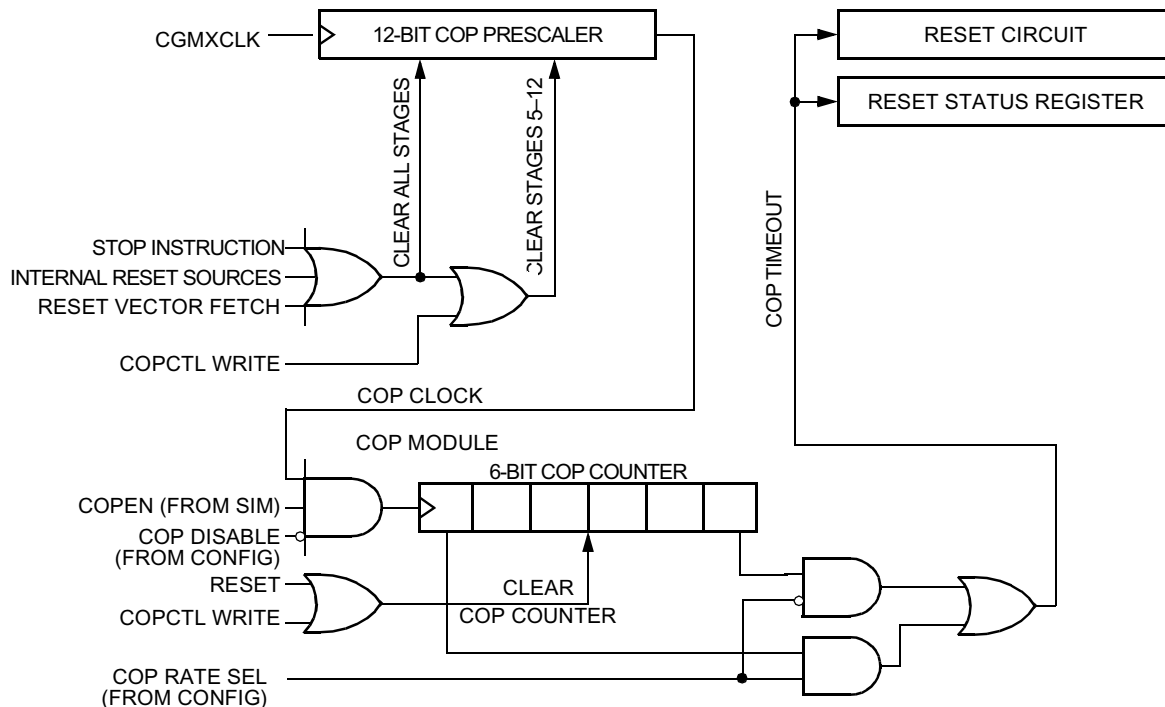 CGMXCLK
12-BIT COP PRESCALER
RESET CIRCUIT
RESET STATUS REGISTER
CLEAR ALL STAGES
CLEAR STAGES 5–12
COP TIMEOUT
STOP INSTRUCTION
INTERNAL RESET SOURCES
RESET VECTOR FETCH
COPCTL WRITE
COP CLOCK
COP MODULE
6-BIT COP COUNTER
COPEN (FROM SIM)
COP DISABLE
(FROM CONFIG)
RESET
COPCTL WRITE
CLEAR
COP COUNTER
COP RATE SEL
(FROM CONFIG)